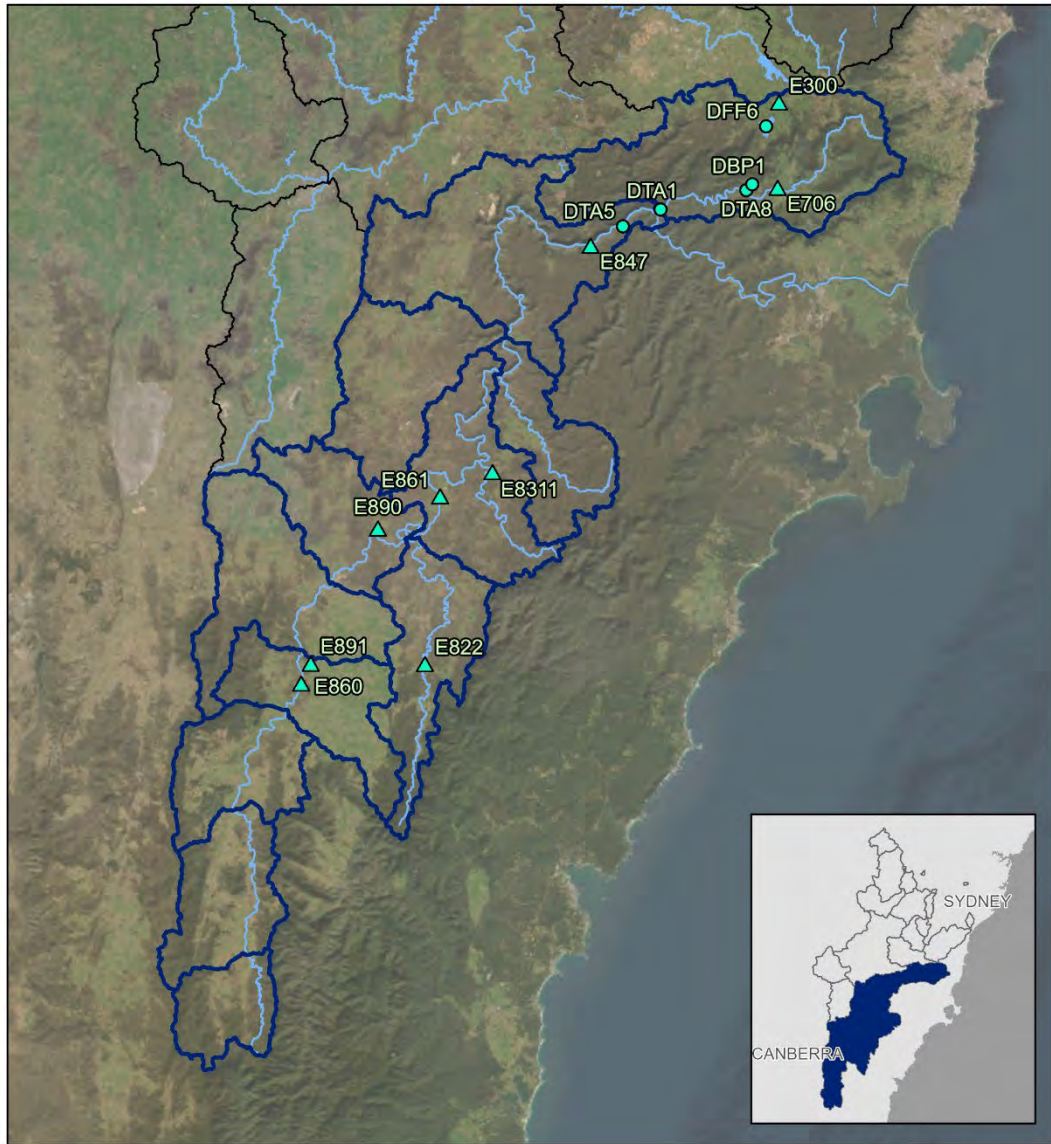 E300
DFF6
DBP1
DTA1
DTA8
E706
DTA5
E847
E861
E8311
E890
E891
E822
E860
SYDNEY
CANBERRA